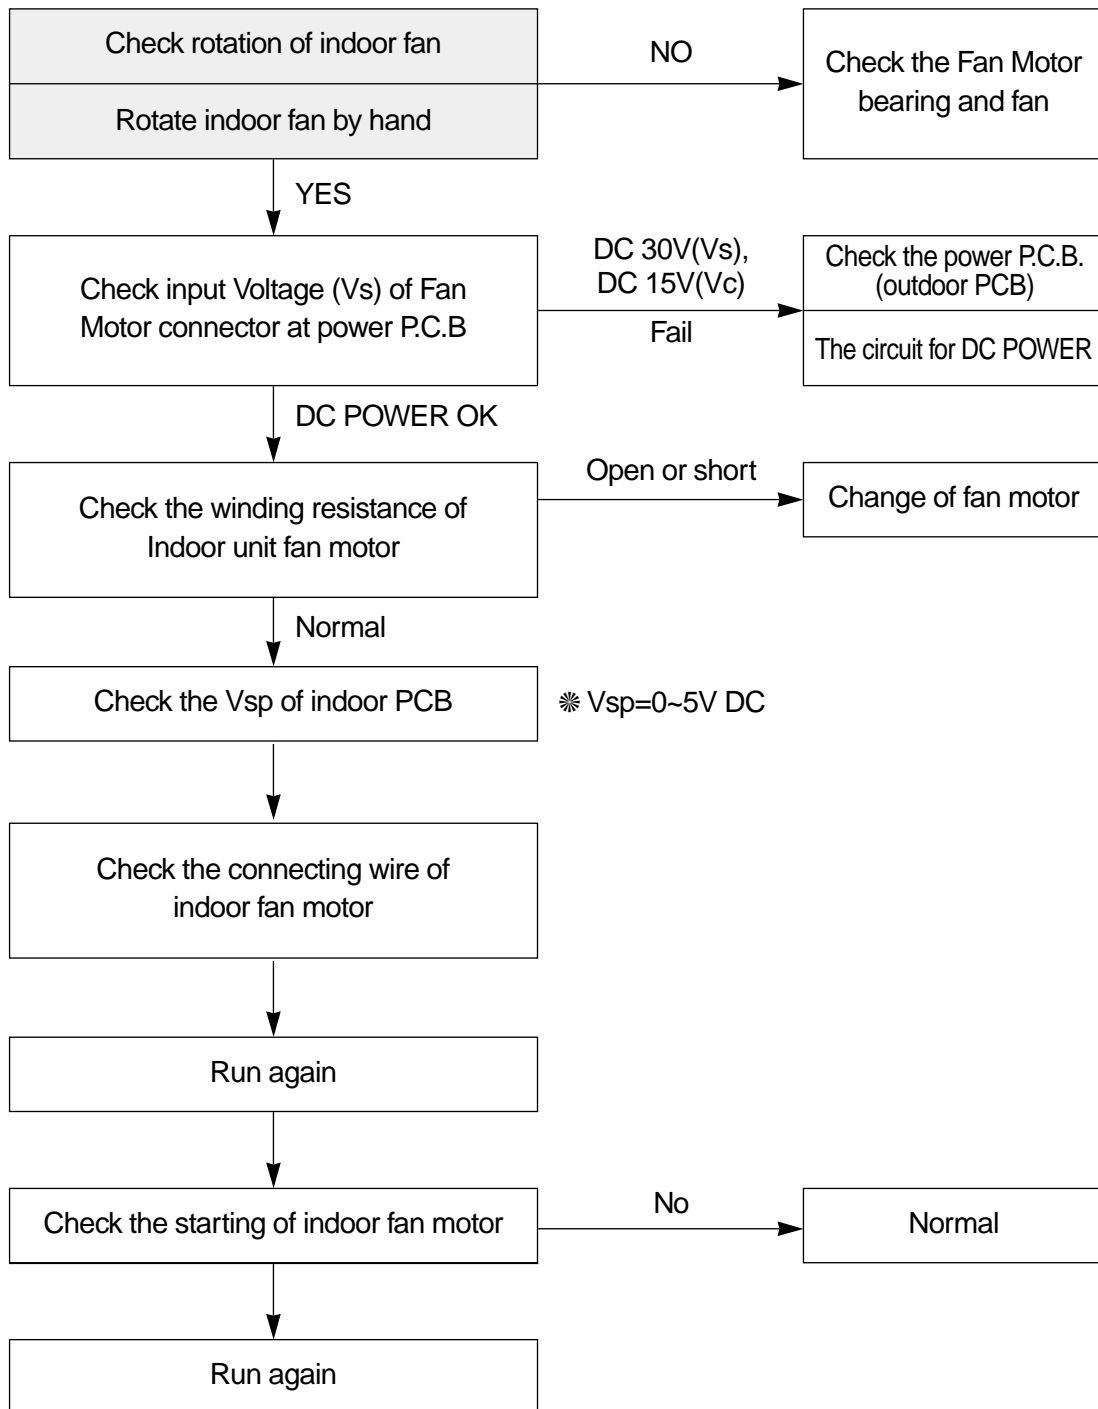 Check rotation of indoor fan
NO
Check the Fan Motor
bearing and fan
Rotate indoor fan by hand
YES
Check input Voltage (Vs) of Fan
Motor connector at power P.C.B
DC 30V(Vs),
DC 15V(Vc)
Fail
Check the power P.C.B.
(outdoor PCB)
The circuit for DC POWER
DC POWER OK
Check the winding resistance of
Indoor unit fan motor
Open or short
Change of fan motor
Normal
Check the Vsp of indoor PCB
❋ Vsp=0~5V DC
Check the connecting wire of
indoor fan motor
Run again
Check the starting of indoor fan motor
No
Normal
Run again